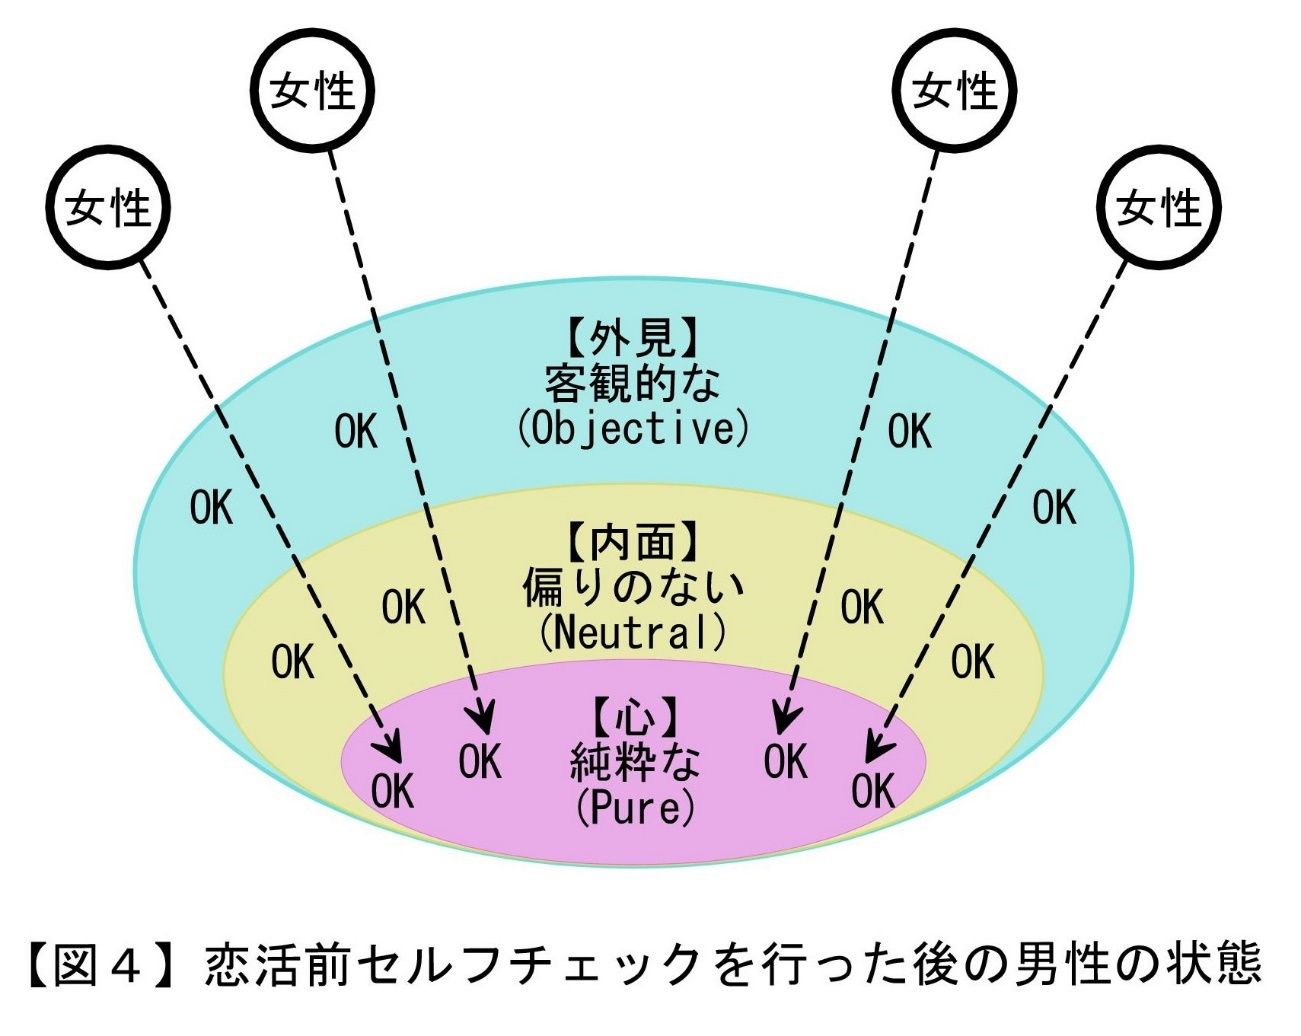 女性
女性
女性
女性
【外見】
客観的な
(Objective)
OK
OK
OK
OK
【内面】
偏りのない
(Neutral)
OK
OK
OK
OK
【心】
純粋な
(Pure)
OK
OK
OK
OK
【図４】恋活前セルフチェックを行った後の男性の状態